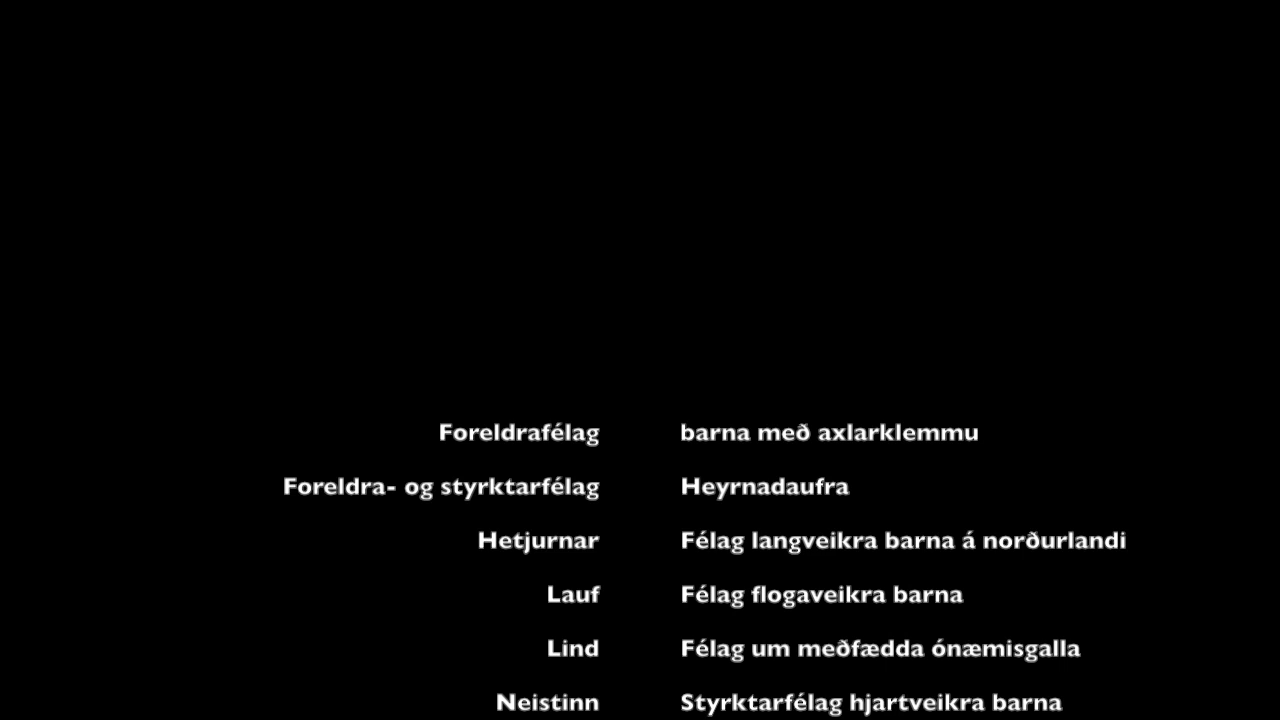 Foreldrafélag barna með axlarklemmu
Foreldra- og styrktarfélag Heyrnadaufra
Hetjurnar Félag langveikra barna á norðurlandi
Lauf Félag flogaveikra barna
Lind Félag um meðfædda ónæmisgalla
Neistinn Styrktarfélag hjartveikra barna